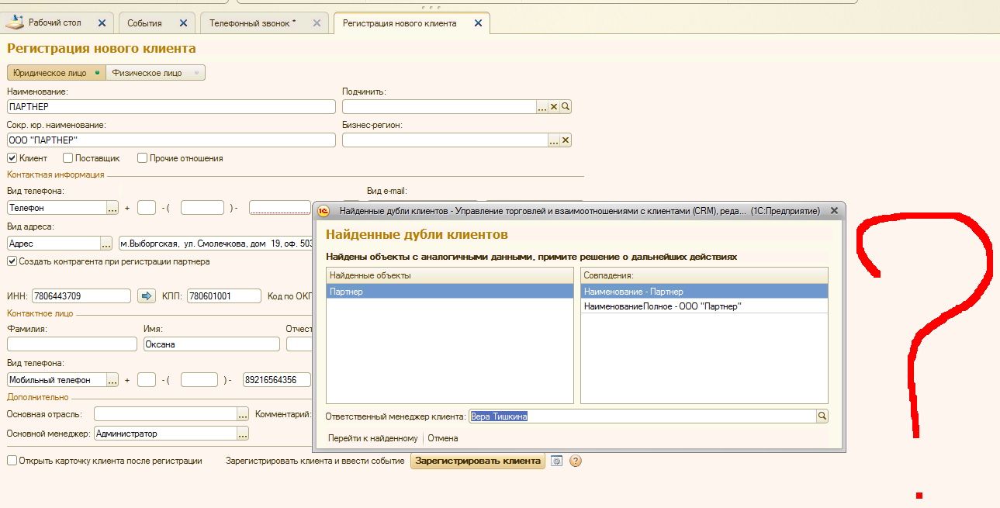 Рабочий стол
События
Телефонный звонок *
Регистрация нового клиента
Регистрация нового клиента
Юридическое лицо
Физическое лицо
Наименование:
Подчинить:
ПАРТНЕР
Сокр. юр. наименование:
Бизнес-регион:
ООО "ПАРТНЕР"
Клиент
Поставщик
Прочие отношения
Контактная информация
Вид телефона:
Вид e-mail:
Телефон
+ - ( ) -
Вид адреса:
Адрес
м.Выборгская, ул. Смолечкова, дом 19, оф. 503
Создать контрагента при регистрации партнера
ИНН: 7806443709
КПП: 780601001
Код по ОКП
Контактное лицо
Фамилия:
Имя:
Отчест
Оксана
Вид телефона:
Мобильный телефон
+ - ( ) - 89216564356
Дополнительно
Основная отрасль:
Комментарий:
Основной менеджер: Администратор
Открыть карточку клиента после регистрации
Зарегистрировать клиента и ввести событие
Зарегистрировать клиента
?
1С
Найденные дубли клиентов - Управление торговлей и взаимоотношениями с клиентами (CRM), реда... (1С:Предприятие)
Найденные дубли клиентов
Найдены объекты с аналогичными данными, примите решение о дальнейших действиях
Найденные объекты
Партнер
Совпадения:
Наименование - Партнер
НаименованиеПолное - ООО "Партнер"
Ответственный менеджер клиента: Вера Тишкина
Перейти к найденному
Отмена
?